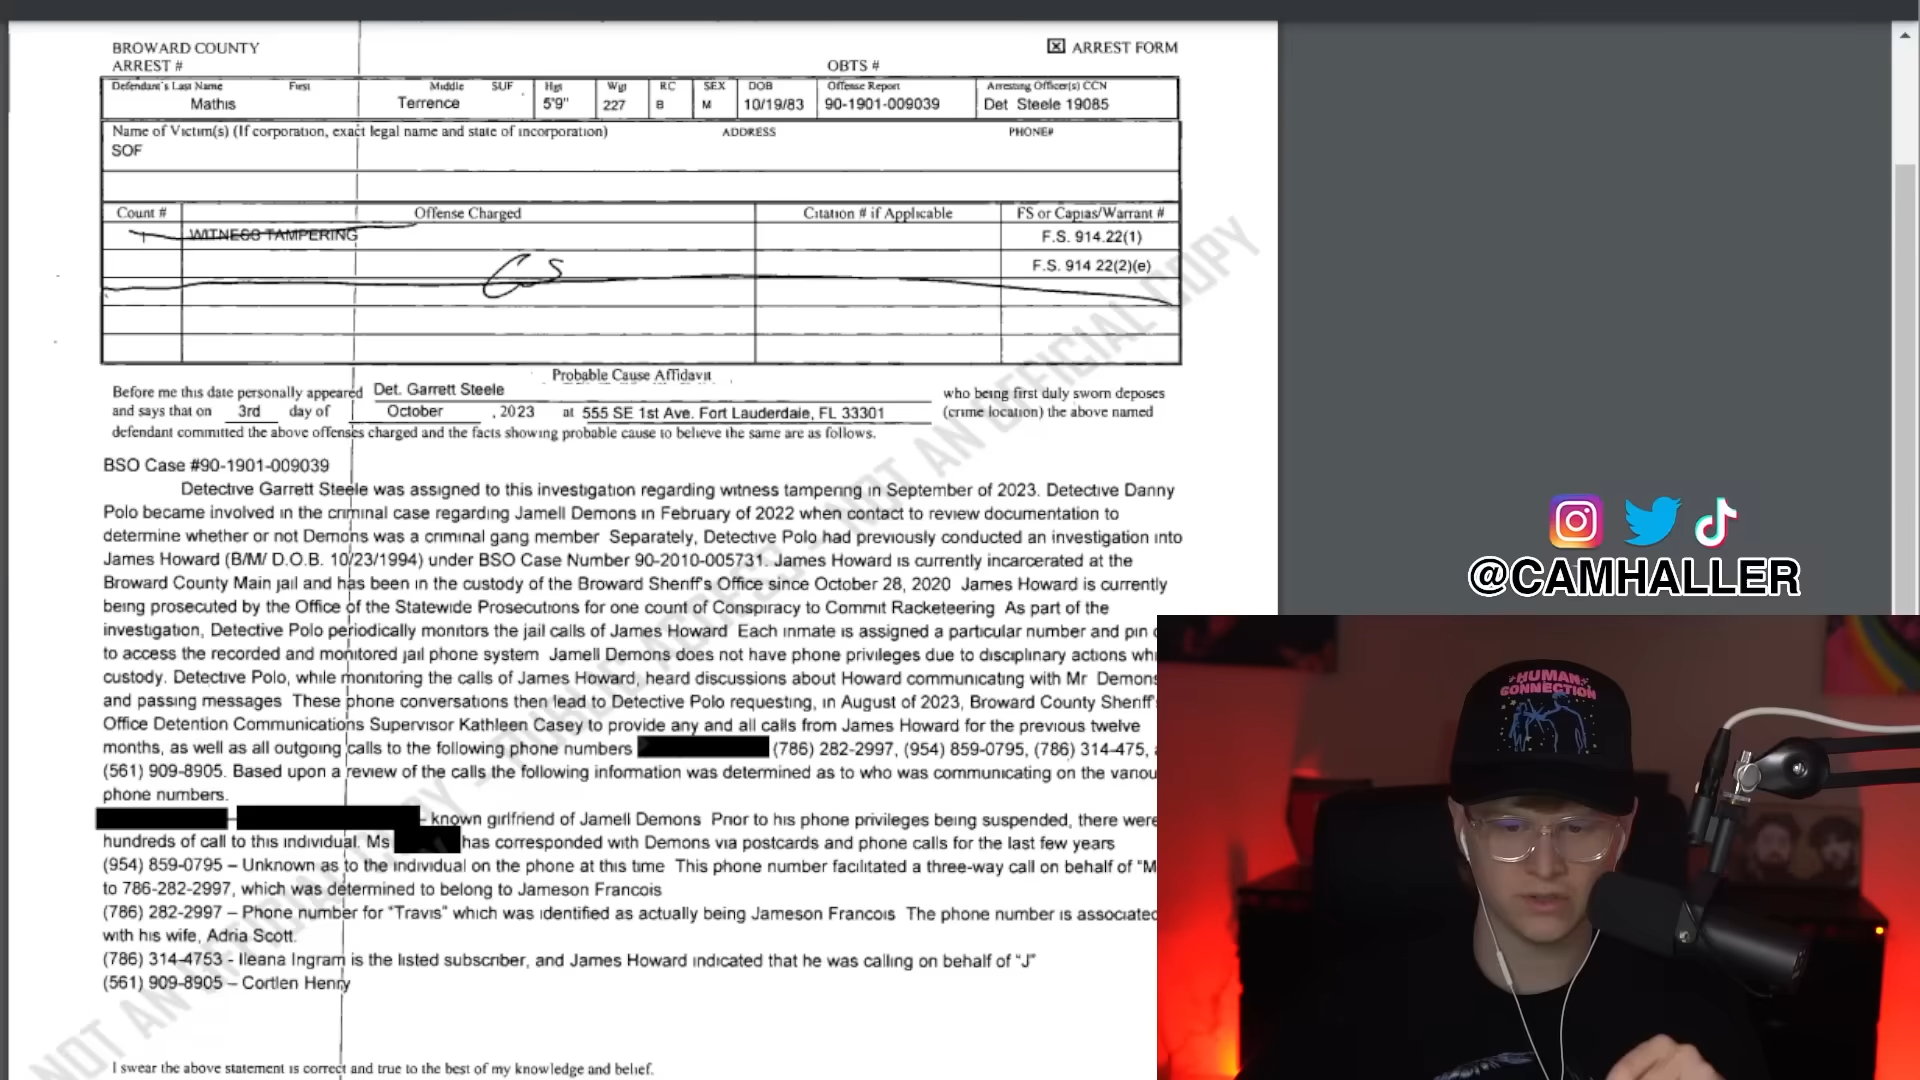 BROWARD COUNTY
ARREST #
OBTS #
☒ ARREST FORM
Defendant's Last Name First Middle SUF Hgt Wgt RC SEX DOB Offense Report Arresting Officer(s) CCN
Mathis Terrence 5'9" 227 B M 10/19/83 90-1901-009039 Det Steele 19085
Name of Victim(s) (If corporation, exact legal name and state of incorporation) ADDRESS PHONE#
SOF
Count # Offense Charged Citation # if Applicable FS or Capias/Warrant #
1 WITNESS TAMPERING F.S. 914.22(1)
F.S. 914 22(2)(e)
GS
Probable Cause Affidavit
Before me this date personally appeared Det. Garrett Steele who being first duly sworn deposes
and says that on 3rd day of October , 2023 at 555 SE 1st Ave. Fort Lauderdale, FL 33301 (crime location) the above named
defendant committed the above offenses charged and the facts showing probable cause to believe the same are as follows.
BSO Case #90-1901-009039
Detective Garrett Steele was assigned to this investigation regarding witness tampering in September of 2023. Detective Danny
Polo became involved in the criminal case regarding Jamell Demons in February of 2022 when contact to review documentation to
determine whether or not Demons was a criminal gang member Separately, Detective Polo had previously conducted an investigation into
James Howard (B/M/ D.O.B. 10/23/1994) under BSO Case Number 90-2010-005731. James Howard is currently incarcerated at the
Broward County Main jail and has been in the custody of the Broward Sheriff's Office since October 28, 2020 James Howard is currently
being prosecuted by the Office of the Statewide Prosecutions for one count of Conspiracy to Commit Racketeering As part of the
investigation, Detective Polo periodically monitors the jail calls of James Howard Each inmate is assigned a particular number and pin
to access the recorded and monitored jail phone system Jamell Demons does not have phone privileges due to disciplinary actions
custody. Detective Polo, while monitoring the calls of James Howard, heard discussions about Howard communicating with Mr Demons
and passing messages These phone conversations then lead to Detective Polo requesting, in August of 2023, Broward County Sheriff'
Office Detention Communications Supervisor Kathleen Casey to provide any and all calls from James Howard for the previous twelve
months, as well as all outgoing calls to the following phone numbers (786) 282-2997, (954) 859-0795, (786) 314-475,
(561) 909-8905. Based upon a review of the calls the following information was determined as to who was communicating on the
phone numbers.
- known girlfriend of Jamell Demons Prior to his phone privileges being suspended, there were
hundreds of call to this individual. Ms has corresponded with Demons via postcards and phone calls for the last few years
(954) 859-0795 – Unknown as to the individual on the phone at this time This phone number facilitated a three-way call on behalf of "M
to 786-282-2997, which was determined to belong to Jameson Francois
(786) 282-2997 – Phone number for "Travis" which was identified as actually being Jameson Francois The phone number is associated
with his wife, Adria Scott.
(786) 314-4753 - Ileana Ingram is the listed subscriber, and James Howard indicated that he was calling on behalf of "J"
(561) 909-8905 – Cortlen Henry
I swear the above statement is correct and true to the best of my knowledge and belief.
NOT AN OFFICIAL COPY - PUBLIC ACCESS - NOT AN OFFICIAL COPY
@CAMHALLER
HUMAN
CONNECTION